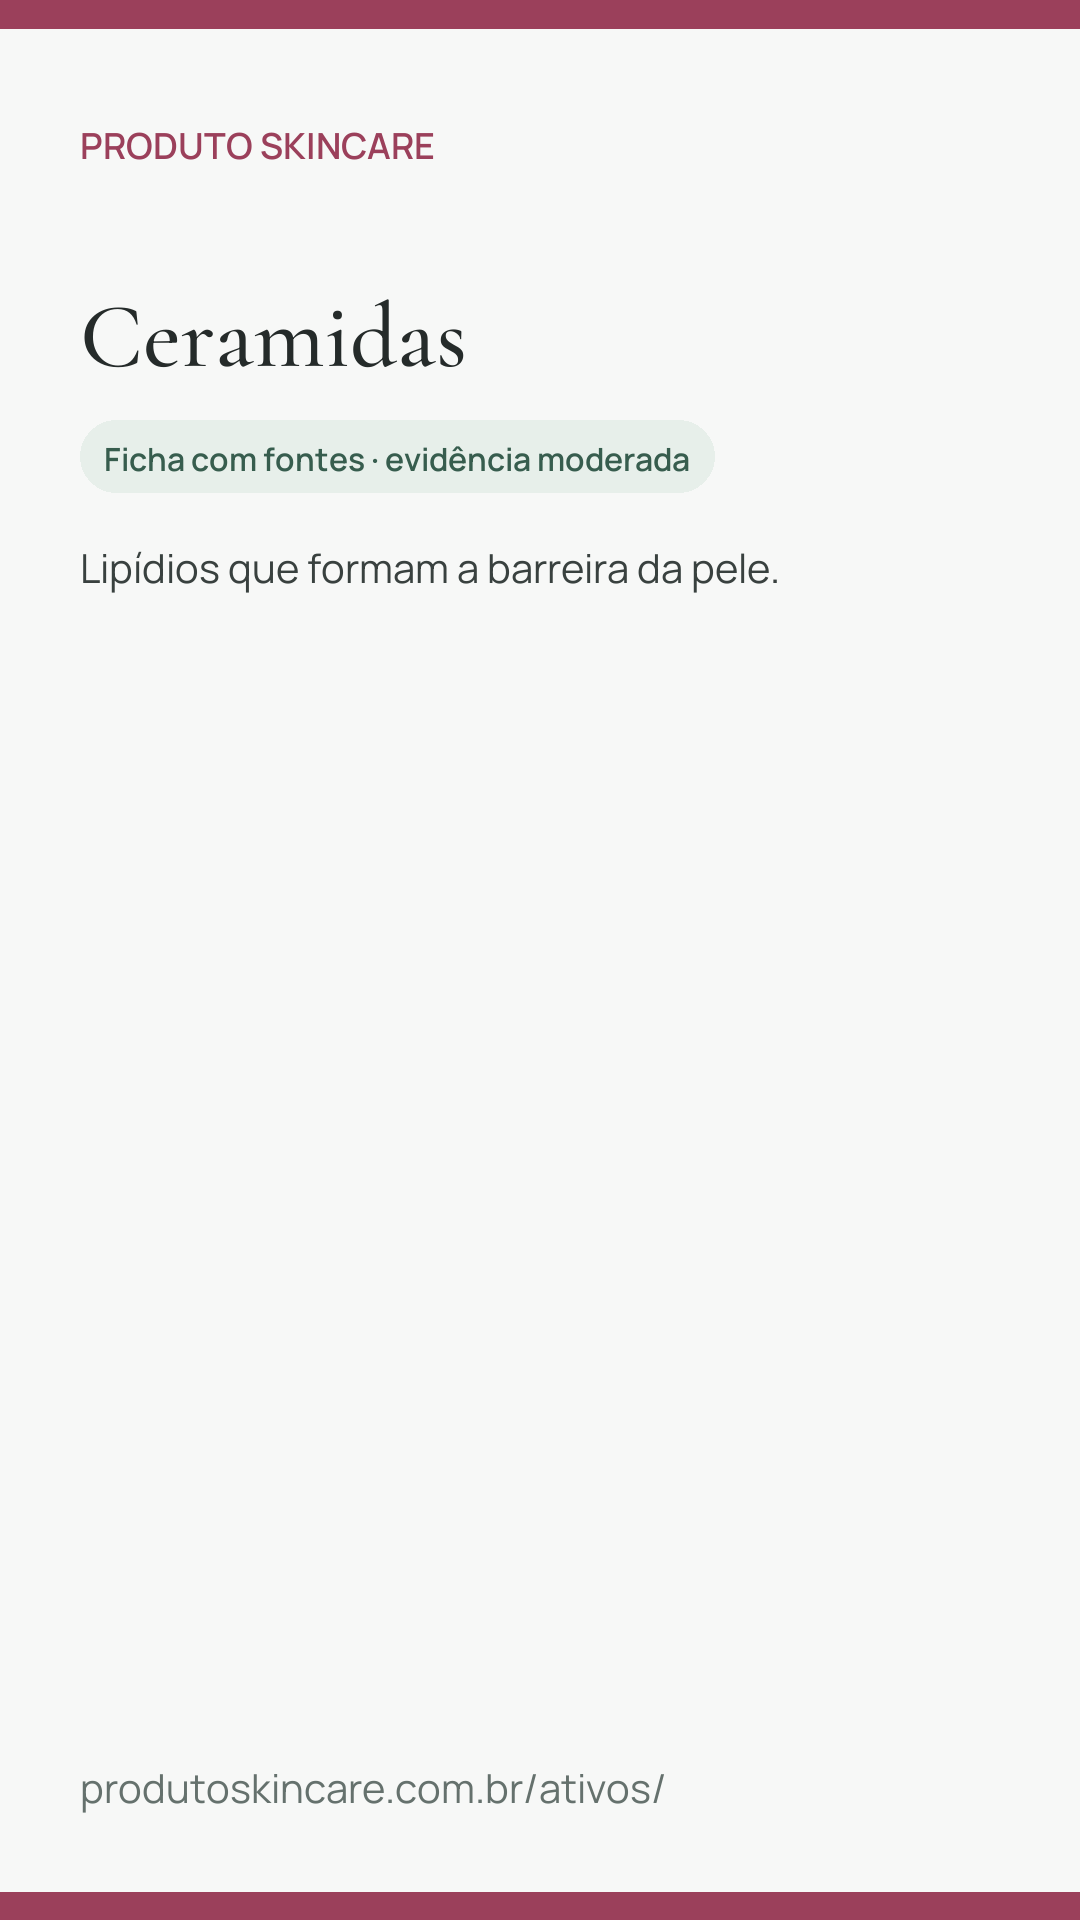 PRODUTO SKINCARE
Ceramidas
Ficha com fontes · evidência moderada
Lipídios que formam a barreira da pele.
produtoskincare.com.br/ativos/